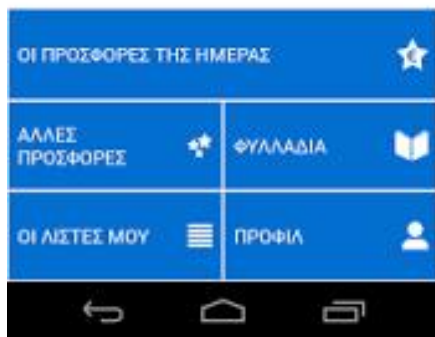 ΟΙ ΠΡΟΣΦΟΡΕΣ ΤΗΣ ΗΜΕΡΑΣ
ΑΛΛΕΣ
ΠΡΟΣΦΟΡΕΣ
ΦΥΛΛΑΔΙΑ
ΟΙ ΛΙΣΤΕΣ ΜΟΥ
ΠΡΟΦΙΛ